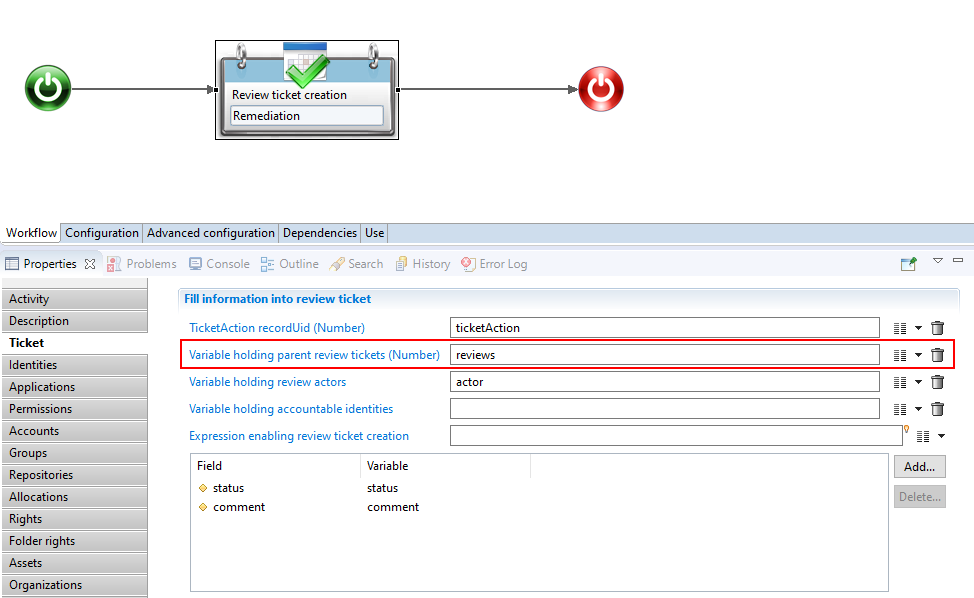 Review ticket creation
Remediation
Workflow Configuration Advanced configuration Dependencies Use
Properties Problems Console Outline Search History Error Log
Activity
Description
Ticket
Identities
Applications
Permissions
Accounts
Groups
Repositories
Allocations
Rights
Folder rights
Assets
Organizations
Fill information into review ticket
TicketAction recordUid (Number) ticketAction
Variable holding parent review tickets (Number) reviews
Variable holding review actors actor
Variable holding accountable identities
Expression enabling review ticket creation
Field Variable
status status
comment comment
Add...
Delete...